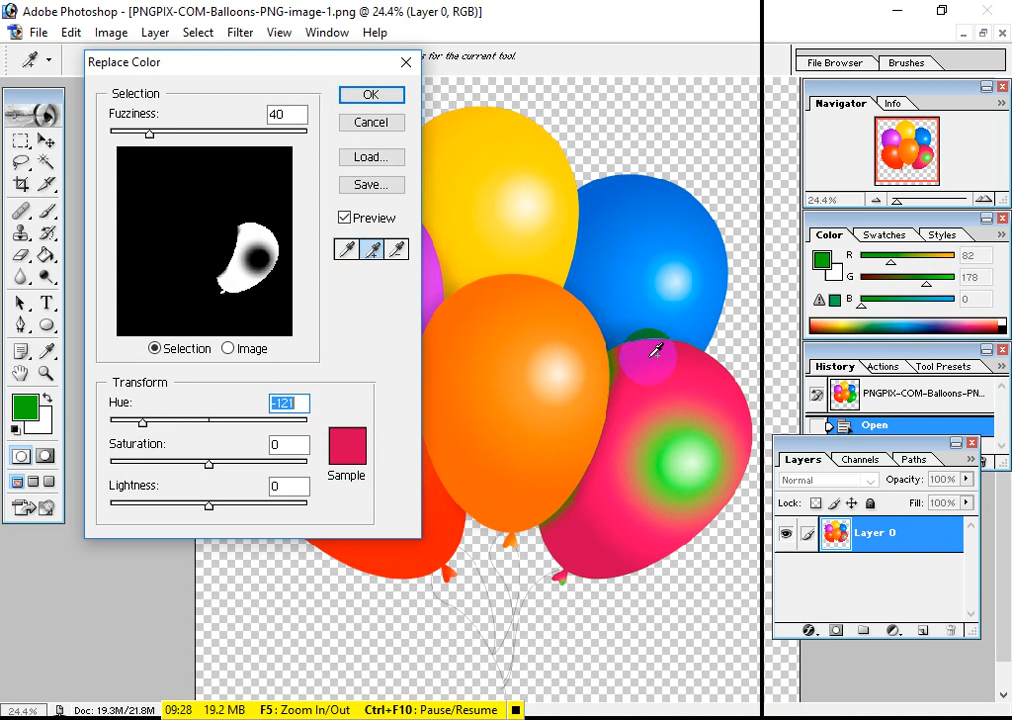 Adobe Photoshop - [PNGPIX-COM-Balloons-PNG-image-1.png @ 24.4% (Layer 0, RGB)]
File Edit Image Layer Select Filter View Window Help
s for the current tool.
File Browser Brushes
Replace Color
Selection
Fuzziness: 40
OK
Cancel
Load...
Save...
Preview
Selection Image
Transform
Hue: -121
Saturation: 0
Lightness: 0
Sample
Navigator Info
24.4%
Color Swatches Styles
R 82
G 178
B 0
History Actions Tool Presets
PNGPIX-COM-Balloons-PN...
Open
Layers Channels Paths
Normal Opacity: 100%
Lock: Fill: 100%
Layer 0
24.4% Doc: 19.3M/21.8M 09:28 19.2 MB F5: Zoom In/Out Ctrl+F10: Pause/Resume